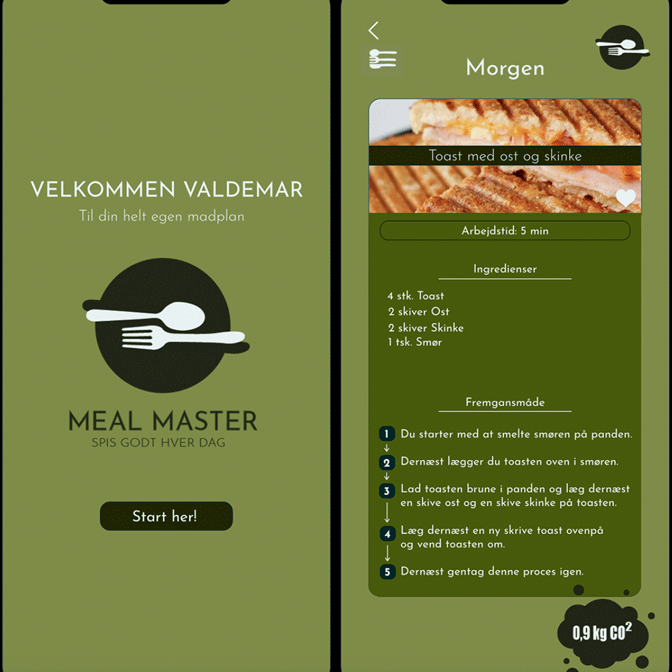 VELKOMMEN VALDEMAR
Til din helt egen madplan
MEAL MASTER
SPIS GODT HVER DAG
Start her!
Morgen
Toast med ost og skinke
Arbejdstid: 5 min
Ingredienser
4 stk. Toast
2 skiver Ost
2 skiver Skinke
1 tsk. Smør
Fremgansmåde
1 Du starter med at smelte smøren på panden.
2 Dernæst lægger du toasten oven i smøren.
3 Lad toasten brune i panden og læg dernæst
en skive ost og en skive skinke på toasten.
4 Læg dernæst en ny skrive toast ovenpå
og vend toasten om.
5 Dernæst gentag denne proces igen.
0,9 kg CO²